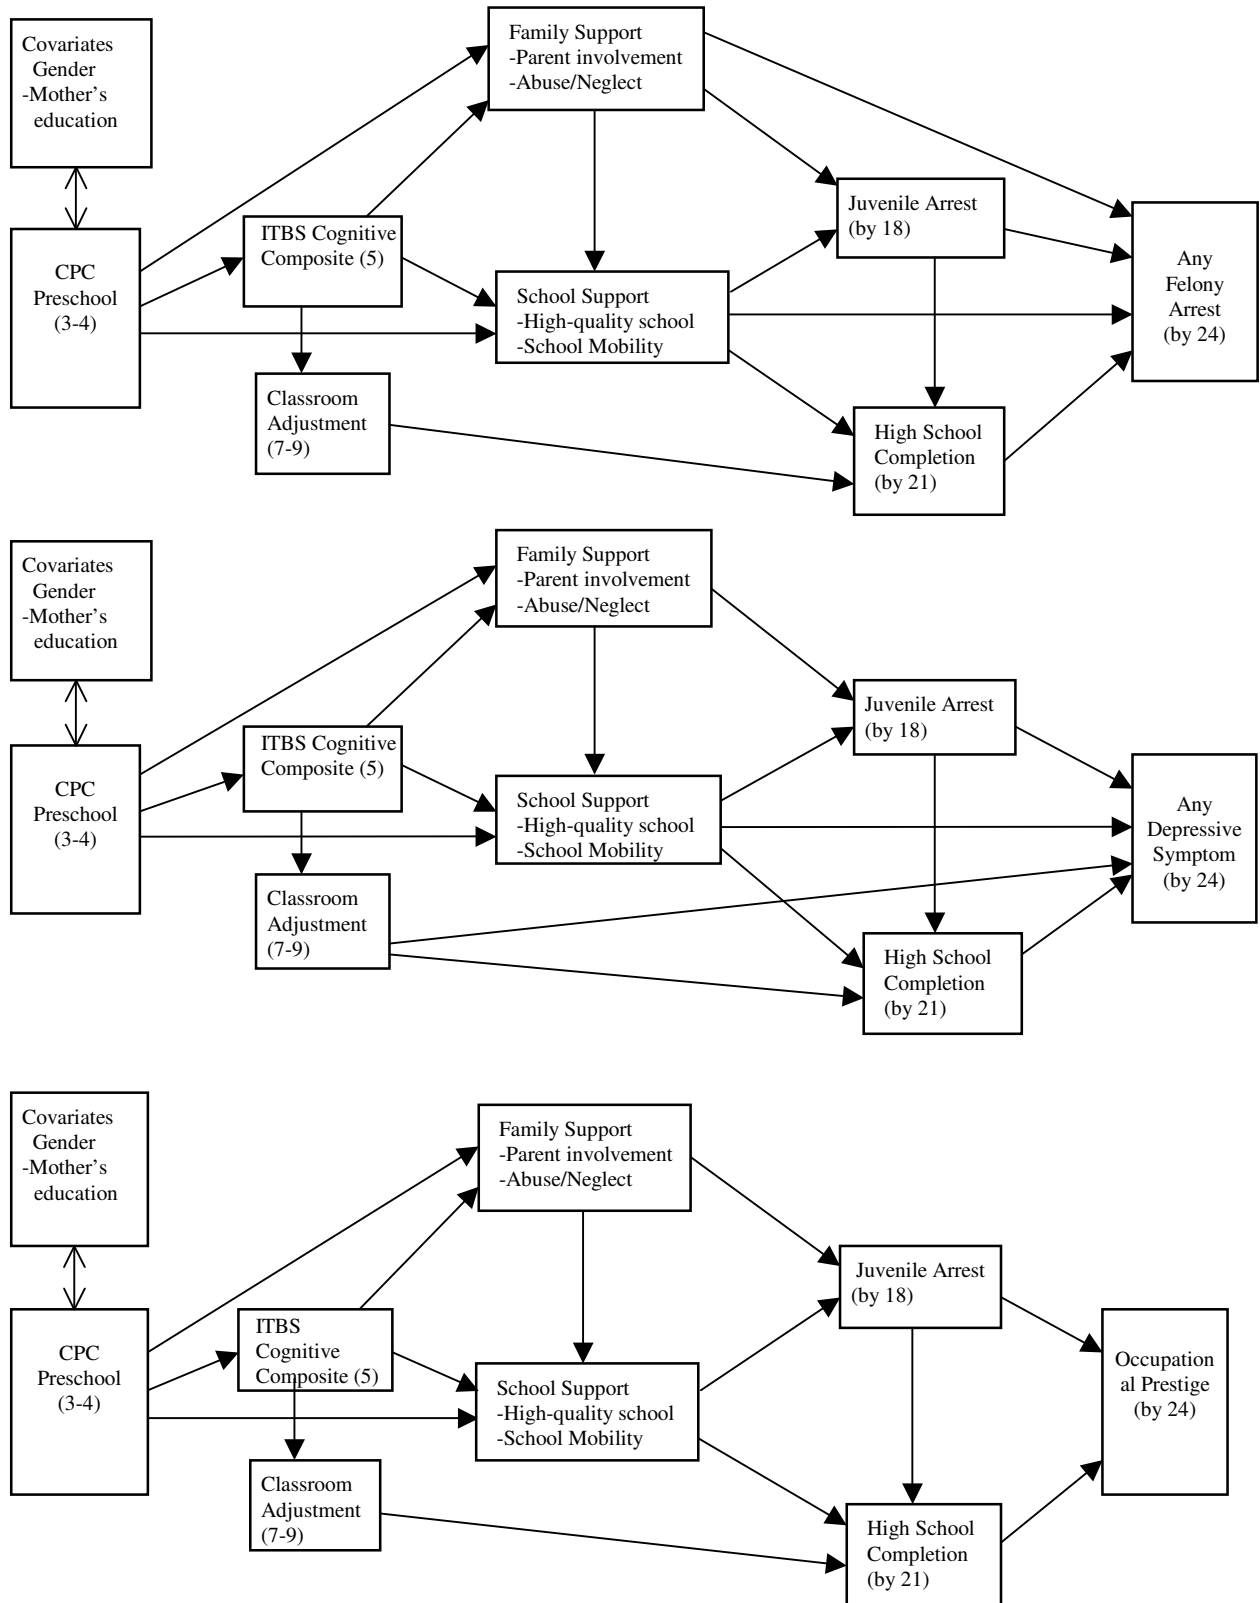 Covariates
Gender
-Mother's
education
CPC
Preschool
(3-4)
ITBS Cognitive
Composite (5)
Classroom
Adjustment
(7-9)
Family Support
-Parent involvement
-Abuse/Neglect
School Support
-High-quality school
-School Mobility
Juvenile Arrest
(by 18)
High School
Completion
(by 21)
Any
Felony
Arrest
(by 24)
Covariates
Gender
-Mother's
education
CPC
Preschool
(3-4)
ITBS Cognitive
Composite (5)
Classroom
Adjustment
(7-9)
Family Support
-Parent involvement
-Abuse/Neglect
School Support
-High-quality school
-School Mobility
Juvenile Arrest
(by 18)
High School
Completion
(by 21)
Any
Depressive
Symptom
(by 24)
Covariates
Gender
-Mother's
education
CPC
Preschool
(3-4)
ITBS
Cognitive
Composite (5)
Classroom
Adjustment
(7-9)
Family Support
-Parent involvement
-Abuse/Neglect
School Support
-High-quality school
-School Mobility
Juvenile Arrest
(by 18)
High School
Completion
(by 21)
Occupation
al Prestige
(by 24)